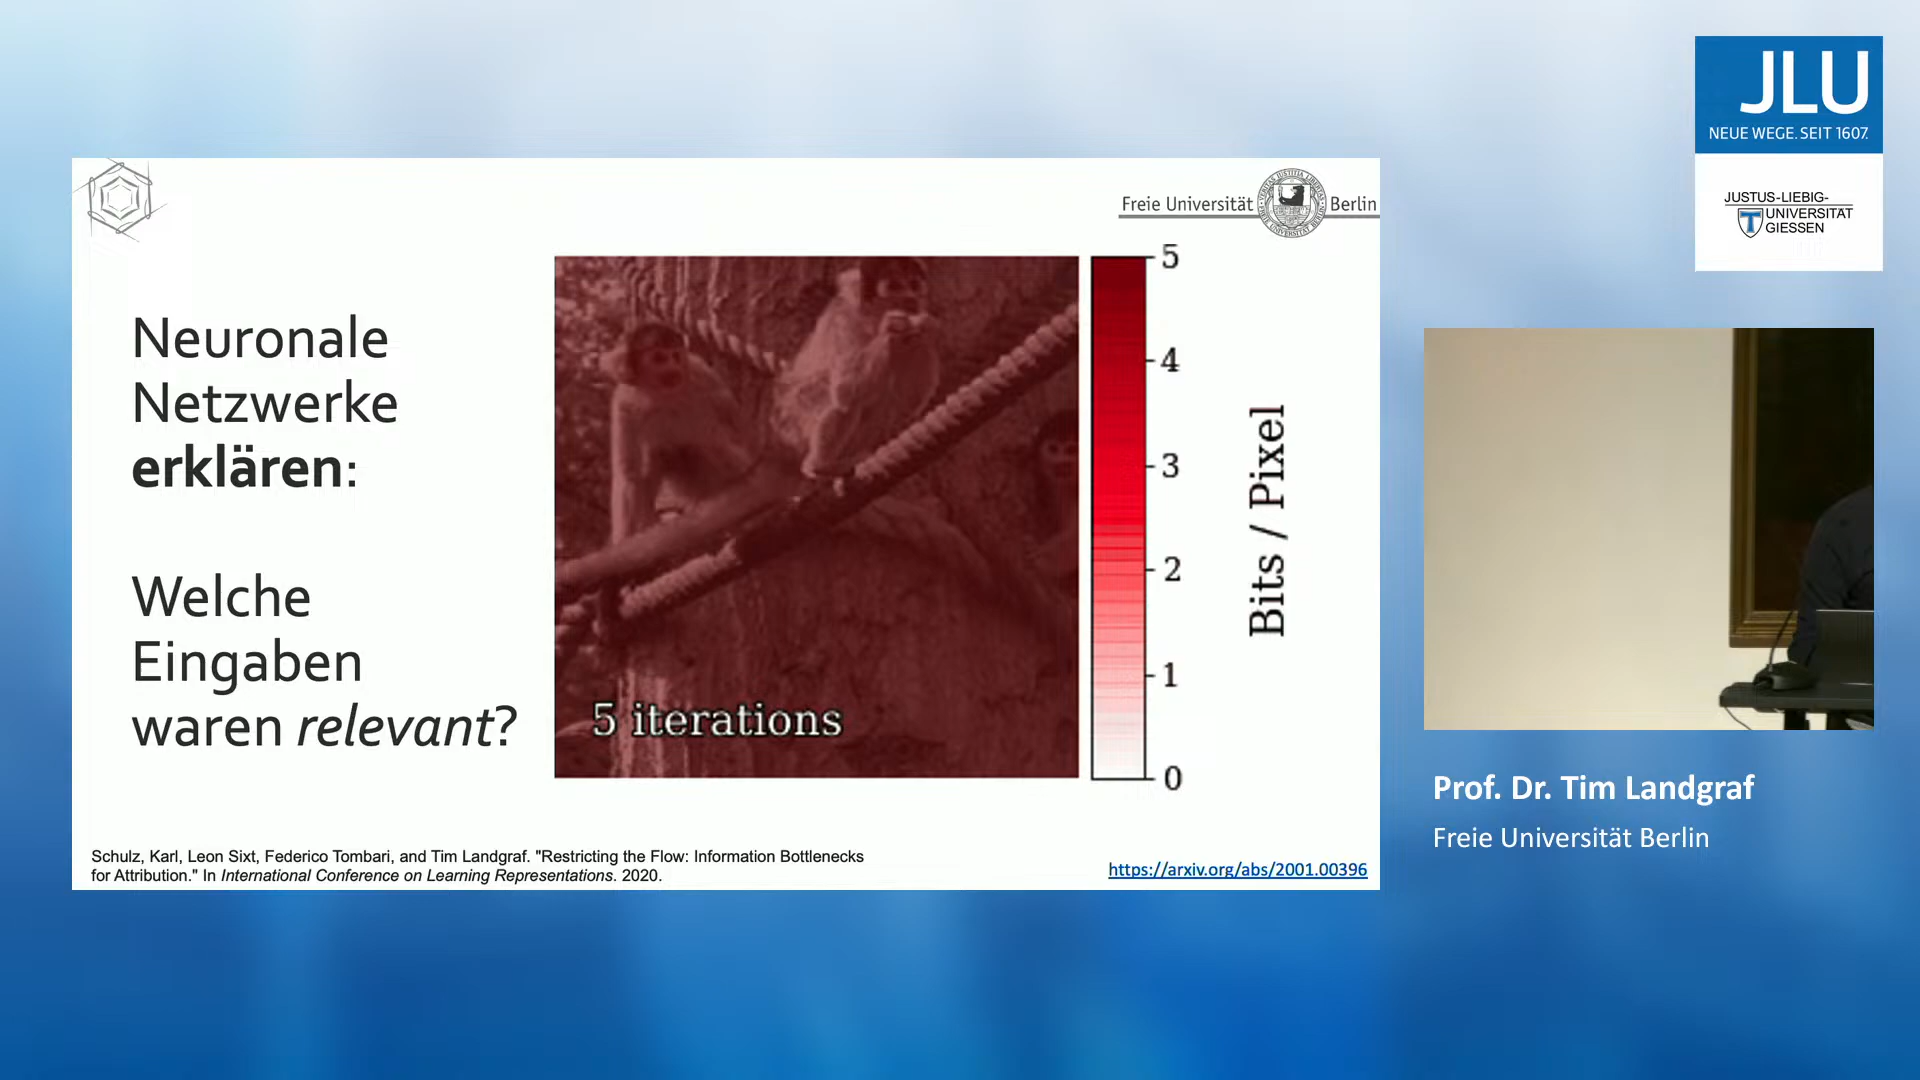 JLU
NEUE WEGE. SEIT 1607.
JUSTUS-LIEBIG-
UNIVERSITÄT
GIESSEN
Freie Universität Berlin
Neuronale
Netzwerke
erklären:
Welche
Eingaben
waren relevant?
5 iterations
5
4
3
2
1
0
Bits / Pixel
Schulz, Karl, Leon Sixt, Federico Tombari, and Tim Landgraf. "Restricting the Flow: Information Bottlenecks
for Attribution." In International Conference on Learning Representations. 2020.
https://arxiv.org/abs/2001.00396
Prof. Dr. Tim Landgraf
Freie Universität Berlin